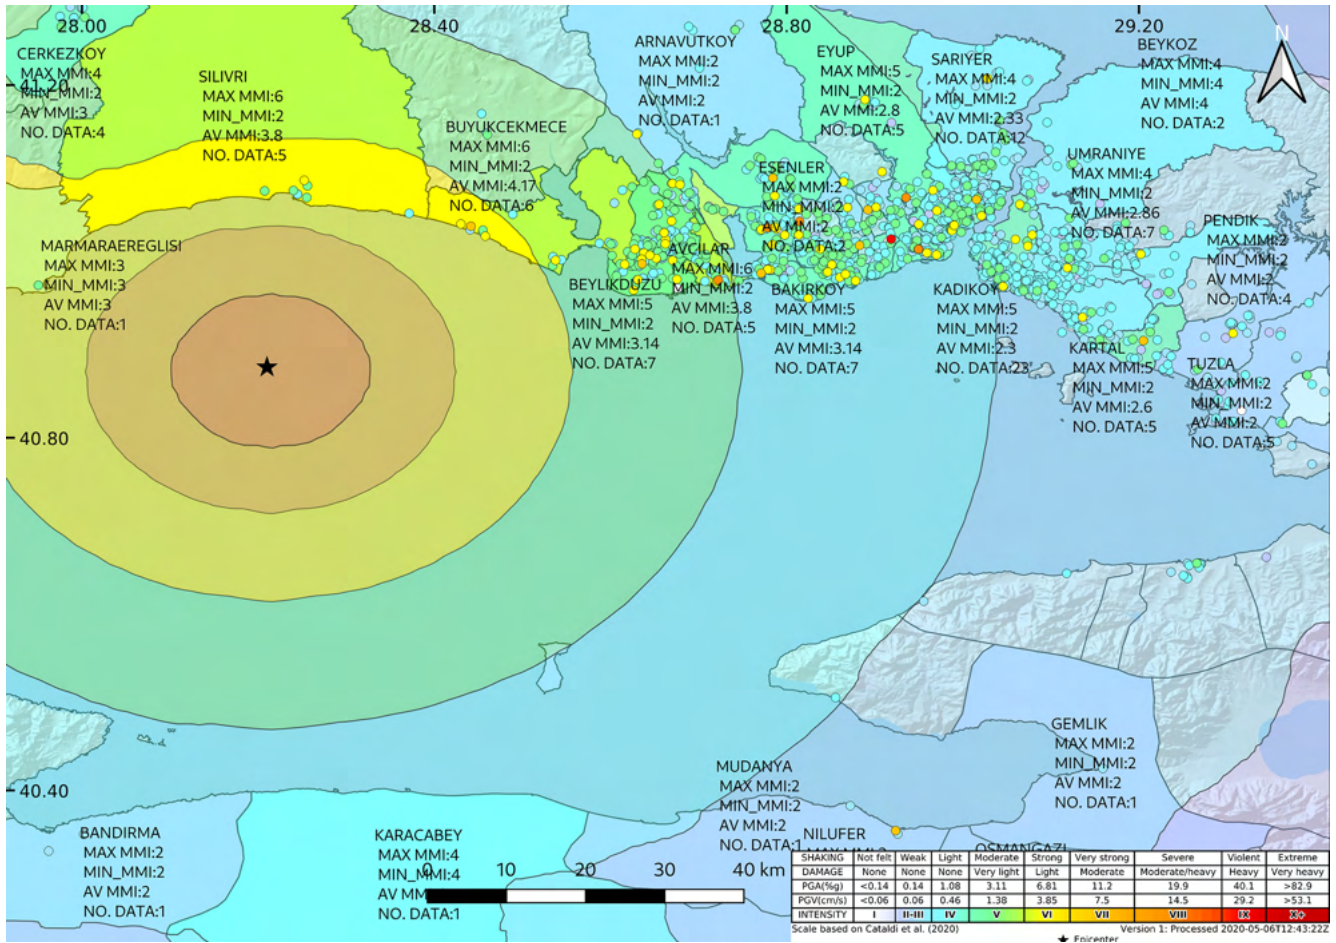 28.00
28.40
28.80
29.20
N
41.20
40.80
40.40
CERKEZKOY
MAX MMI:4
MIN_MMI:2
AV MMI:3
NO. DATA:4
SILIVRI
MAX MMI:6
MIN_MMI:2
AV MMI:3.8
NO. DATA:5
BUYUKCEKMECE
MAX MMI:6
MIN_MMI:2
AV MMI:4.17
NO. DATA:6
ARNAVUTKOY
MAX MMI:2
MIN_MMI:2
AV MMI:2
NO. DATA:1
EYUP
MAX MMI:5
MIN_MMI:2
AV MMI:2.8
NO. DATA:5
SARIYER
MAX MMI:4
MIN_MMI:2
AV MMI:2.33
NO. DATA:12
BEYKOZ
MAX MMI:4
MIN_MMI:4
AV MMI:4
NO. DATA:2
ESENLER
MAX MMI:2
MIN_MMI:2
AV MMI:2
NO. DATA:2
UMRANIYE
MAX MMI:4
MIN_MMI:2
AV MMI:2.86
NO. DATA:7
PENDIK
MAX MMI:2
MIN_MMI:2
AV MMI:2
NO. DATA:4
MARMARAEREGLISI
MAX MMI:3
MIN_MMI:3
AV MMI:3
NO. DATA:1
BEYLIKDUZU
MAX MMI:5
MIN_MMI:2
AV MMI:3.14
NO. DATA:7
AVCILAR
MAX MMI:6
MIN_MMI:2
AV MMI:3.8
NO. DATA:5
BAKIRKOY
MAX MMI:5
MIN_MMI:2
AV MMI:3.14
NO. DATA:7
KADIKOY
MAX MMI:5
MIN_MMI:2
AV MMI:2.3
NO. DATA:23
KARTAL
MAX MMI:5
MIN_MMI:2
AV MMI:2.6
NO. DATA:5
TUZLA
MAX MMI:2
MIN_MMI:2
AV MMI:2
NO. DATA:5
GEMLIK
MAX MMI:2
MIN_MMI:2
AV MMI:2
NO. DATA:1
MUDANYA
MAX MMI:2
MIN_MMI:2
AV MMI:2
NO. DATA:1
NILUFER
OSMANGAZI
BANDIRMA
MAX MMI:2
MIN_MMI:2
AV MMI:2
NO. DATA:1
KARACABEY
MAX MMI:4
MIN_MMI:4
AV MM
NO. DATA:1
0 10 20 30 40 km
SHAKING Not felt Weak Light Moderate Strong Very strong Severe Violent Extreme
DAMAGE None None None Very light Light Moderate Moderate/heavy Heavy Very heavy
PGA(%g) <0.14 0.14 1.08 3.11 6.81 11.2 19.9 40.1 >82.9
PGV(cm/s) <0.06 0.06 0.46 1.38 3.85 7.5 14.5 29.2 >53.1
INTENSITY I II-III IV V VI VII VIII IX X+
Scale based on Cataldi et al. (2020) Version 1: Processed 2020-05-06T12:43:22Z
★ Epicenter